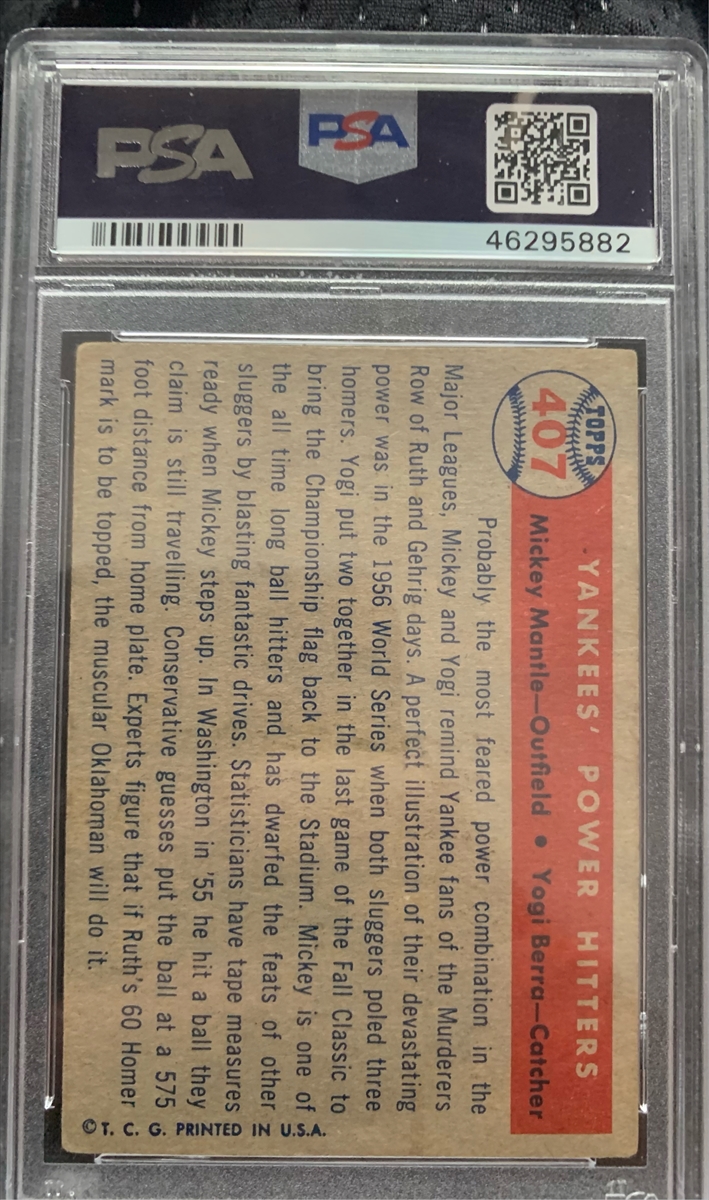 PSA
PSA
46295882
TOPPS
407
YANKEES' POWER HITTERS
Mickey Mantle—Outfield • Yogi Berra—Catcher
Probably the most feared power combination in the
Major Leagues, Mickey and Yogi remind Yankee fans of the Murderers
Row of Ruth and Gehrig days. A perfect illustration of their devastating
power was in the 1956 World Series when both sluggers poled three
homers. Yogi put two together in the last game of the Fall Classic to
bring the Championship flag back to the Stadium. Mickey is one of
the all time long ball hitters and has dwarfed the feats of other
sluggers by blasting fantastic drives. Statisticians have tape measures
ready when Mickey steps up. In Washington in '55 he hit a ball they
claim is still travelling. Conservative guesses put the ball at a 575
foot distance from home plate. Experts figure that if Ruth's 60 Homer
mark is to be topped, the muscular Oklahoman will do it.
© T. C. G. PRINTED IN U.S.A.